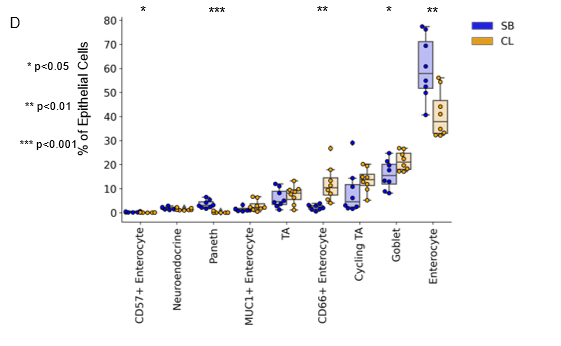 D
* p<0.05
** p<0.01
*** p<0.001
% of Epithelial Cells
80
70
60
50
40
30
20
10
0
* *** ** * **
SB
CL
CD57+ Enterocyte
Neuroendocrine
Paneth
MUC1+ Enterocyte
TA
CD66+ Enterocyte
Cycling TA
Goblet
Enterocyte